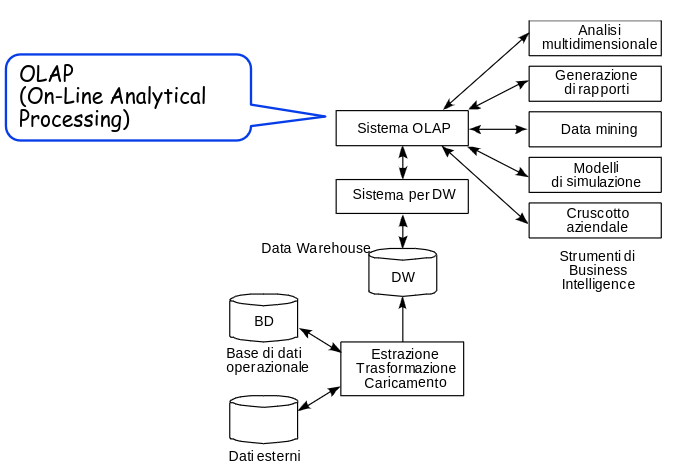 OLAP
(On-Line Analytical
Processing)
Analisi
multidimensionale
Generazione
di rapporti
Sistema OLAP
Data mining
Modelli
di simulazione
Sistema per DW
Cruscotto
aziendale
Data Warehouse
Strumenti di
Business
Intelligence
DW
BD
Base di dati
operazionale
Estrazione
Trasformazione
Caricamento
Dati esterni